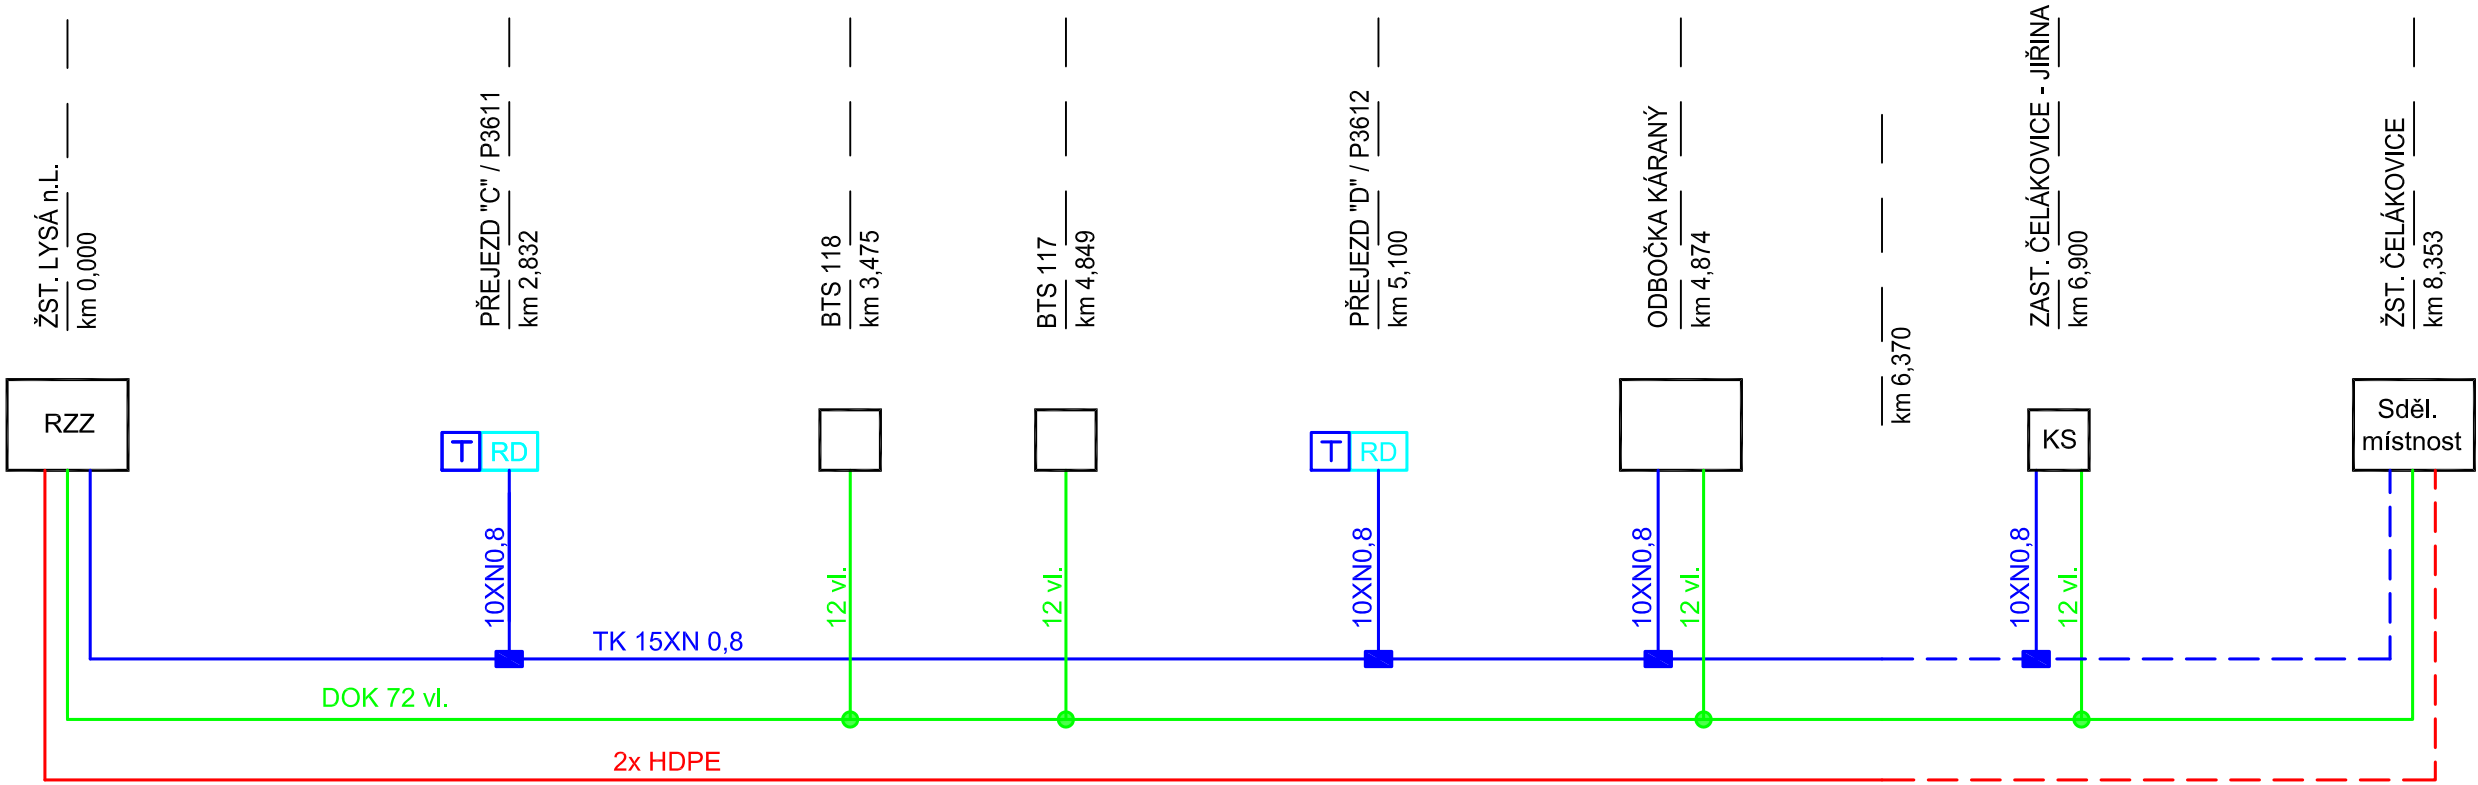 ŽST. LYSÁ n.L.
km 0,000
PŘEJEZD "C" / P3611
km 2,832
BTS 118
km 3,475
BTS 117
km 4,849
PŘEJEZD "D" / P3612
km 5,100
ODBOČKA KÁRANÝ
km 4,874
km 6,370
ZAST. ČELÁKOVICE - JIŘINA
km 6,900
ŽST. ČELÁKOVICE
km 8,353
RZZ
T RD
T RD
KS
Sděl.
místnost
10XN0,8
12 vl.
12 vl.
10XN0,8
10XN0,8
12 vl.
10XN0,8
12 vl.
TK 15XN 0,8
DOK 72 vl.
2x HDPE